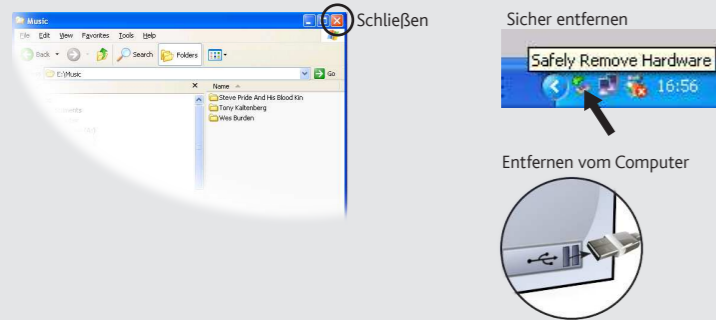 Music
File Edit View Favorites Tools Help
Back Search Folders
E:\Music Go
X Name
Steve Pride And His Blood Kin
Tony Kaltenberg
Wes Burden
Schließen
Sicher entfernen
Safely Remove Hardware
16:56
Entfernen vom Computer